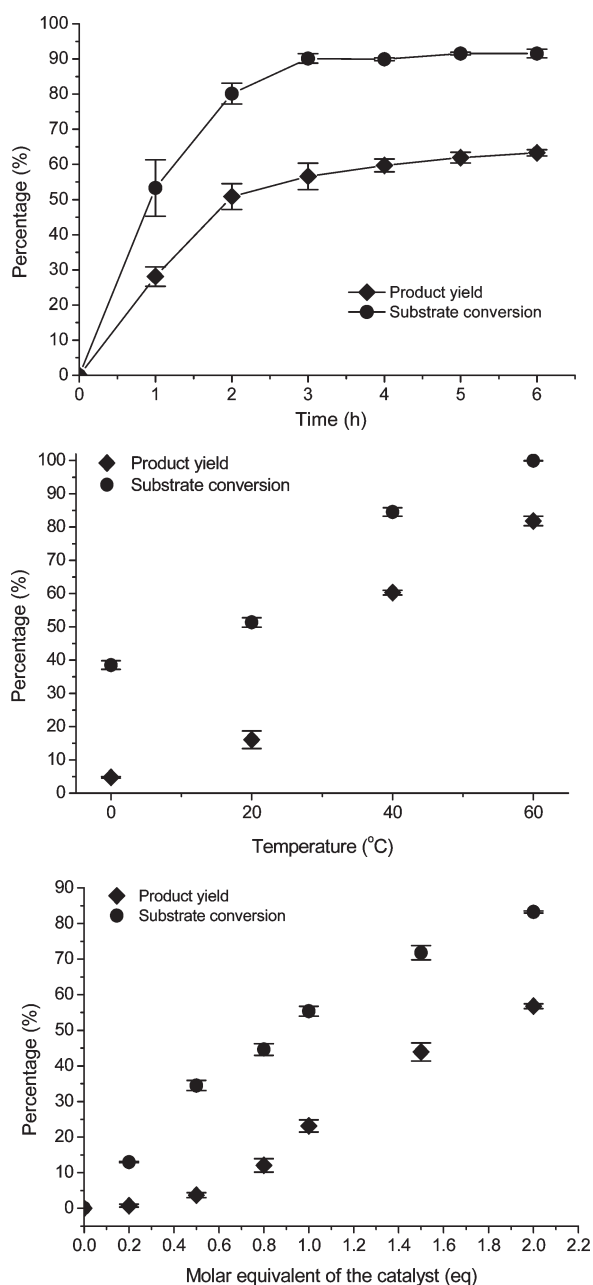 100
90
80
70
60
50
40
30
20
10
0
Percentage (%)
Product yield
Substrate conversion
0 1 2 3 4 5 6
Time (h)
Product yield
Substrate conversion
100
90
80
70
60
50
40
30
20
10
0
Percentage (%)
0 20 40 60
Temperature (°C)
Product yield
Substrate conversion
90
80
70
60
50
40
30
20
10
0
Percentage (%)
0.0 0.2 0.4 0.6 0.8 1.0 1.2 1.4 1.6 1.8 2.0 2.2
Molar equivalent of the catalyst (eq)